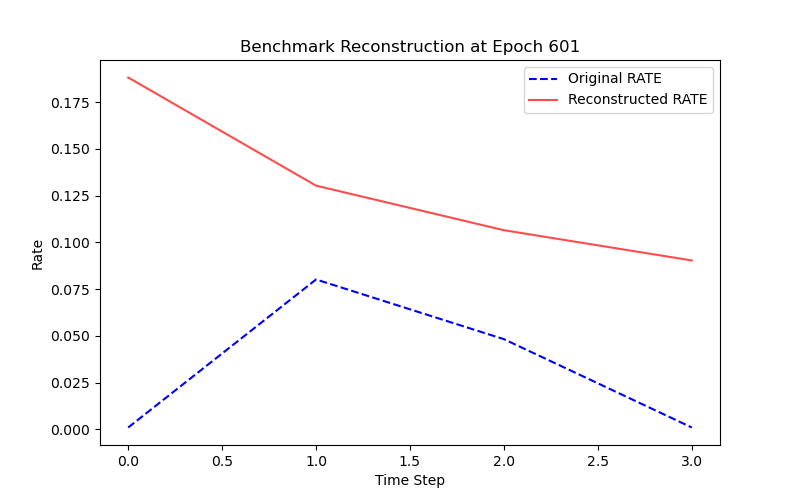 Benchmark Reconstruction at Epoch 601
Original RATE
Reconstructed RATE
0.175
0.150
0.125
0.100
0.075
0.050
0.025
0.000
Rate
0.0 0.5 1.0 1.5 2.0 2.5 3.0
Time Step